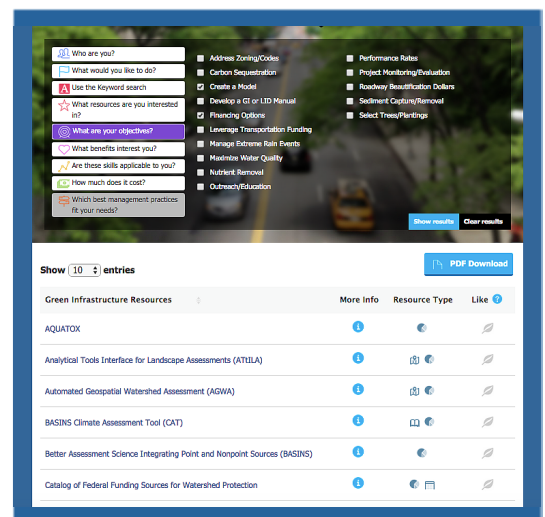 Who are you?
What would you like to do?
Use the Keyword search
What resources are you interested
in?
What are your objectives?
What benefits interest you?
Are these skills applicable to you?
How much does it cost?
Which best management practices
fit your needs?
Address Zoning/Codes
Carbon Sequestration
Create a Model
Develop a GI or LID Manual
Financing Options
Leverage Transportation Funding
Manage Extreme Rain Events
Maximize Water Quality
Nutrient Removal
Outreach/Education
Performance Rates
Project Monitoring/Evaluation
Roadway Beautification Dollars
Sediment Capture/Removal
Select Trees/Plantings
Show results Clear results
Show 10 entries
PDF Download
Green Infrastructure Resources More Info Resource Type Like ?
AQUATOX
Analytical Tools Interface for Landscape Assessments (ATtILA)
Automated Geospatial Watershed Assessment (AGWA)
BASINS Climate Assessment Tool (CAT)
Better Assessment Science Integrating Point and Nonpoint Sources (BASINS)
Catalog of Federal Funding Sources for Watershed Protection